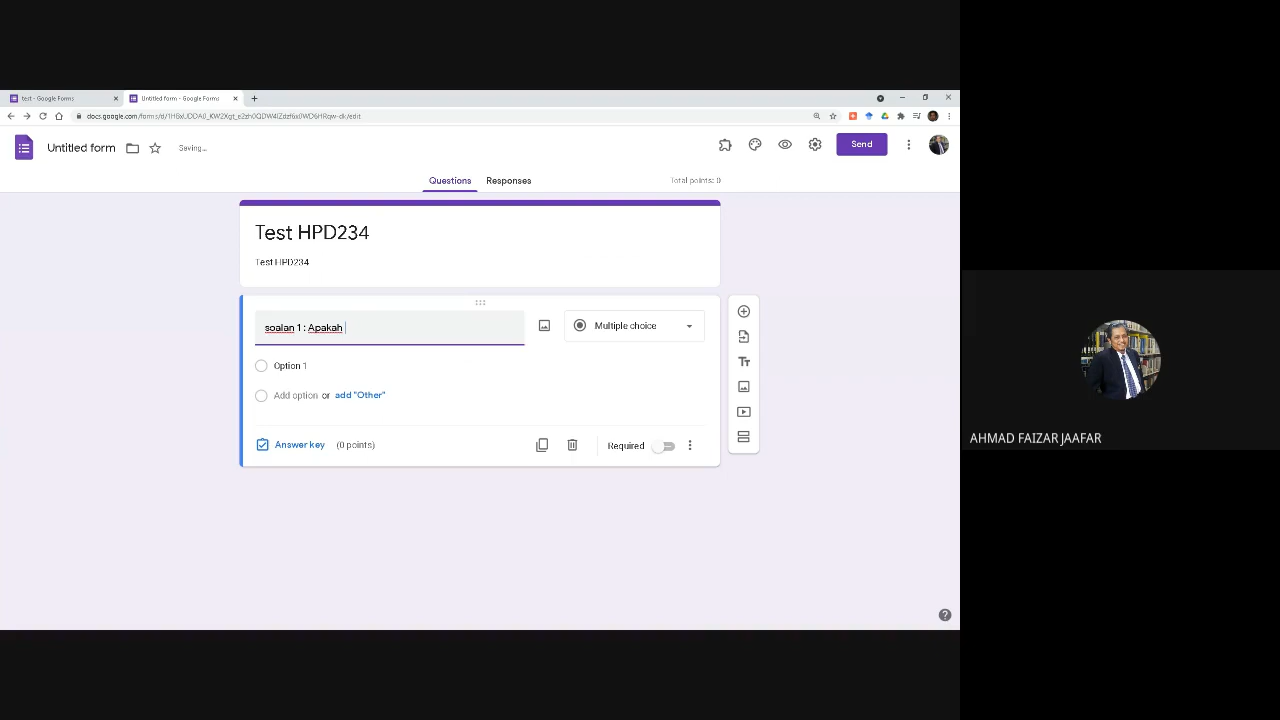 test - Google Forms
Untitled form - Google Forms
Untitled form
Saving...
Send
Questions
Responses
Total points: 0
Test HPD234
Test HPD234
soalan 1 : Apakah
Multiple choice
Option 1
Add option or add "Other"
Answer key (0 points)
Required
AHMAD FAIZAR JAAFAR